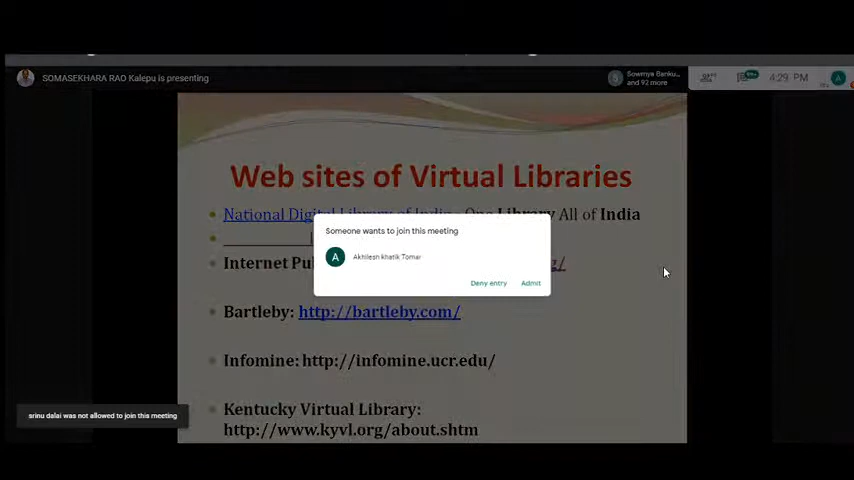 SOMASEKHARA RAO Kalepu is presenting
Sowmya Banku...
and 92 more
4:29 PM
Web sites of Virtual Libraries
National Digital Library of India One Library All of India
Someone wants to join this meeting
A
Akhilesh khatik Tomar
Deny entry Admit
Internet Pu
Bartleby: http://bartleby.com/
Infomine: http://infomine.ucr.edu/
Kentucky Virtual Library:
http://www.kyvl.org/about.shtm
srinu dalai was not allowed to join this meeting